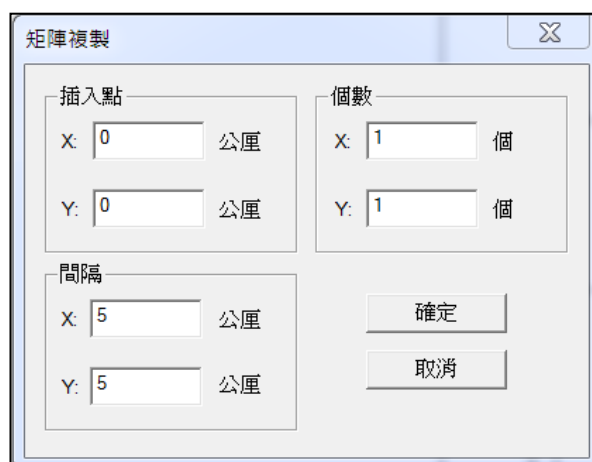 矩陣複製
插入點
X: 0 公厘
Y: 0 公厘
個數
X: 1 個
Y: 1 個
間隔
X: 5 公厘
Y: 5 公厘
確定
取消